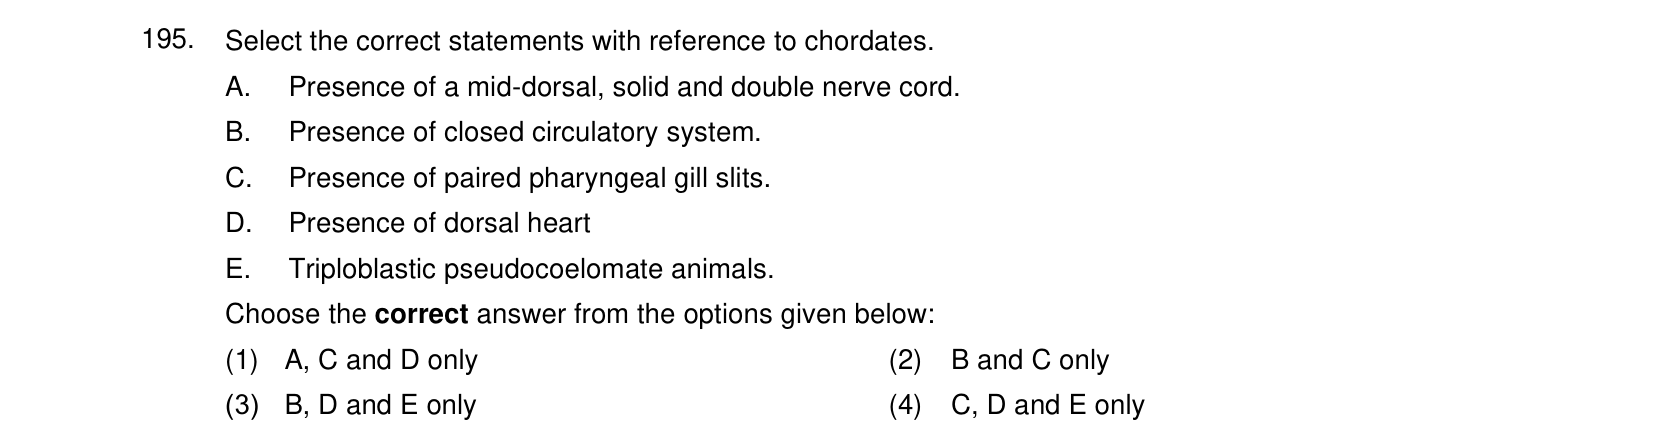 195. Select the correct statements with reference to chordates.
A. Presence of a mid-dorsal, solid and double nerve cord.
B. Presence of closed circulatory system.
C. Presence of paired pharyngeal gill slits.
D. Presence of dorsal heart
E. Triploblastic pseudocoelomate animals.
Choose the correct answer from the options given below:
(1) A, C and D only (2) B and C only
(3) B, D and E only (4) C, D and E only